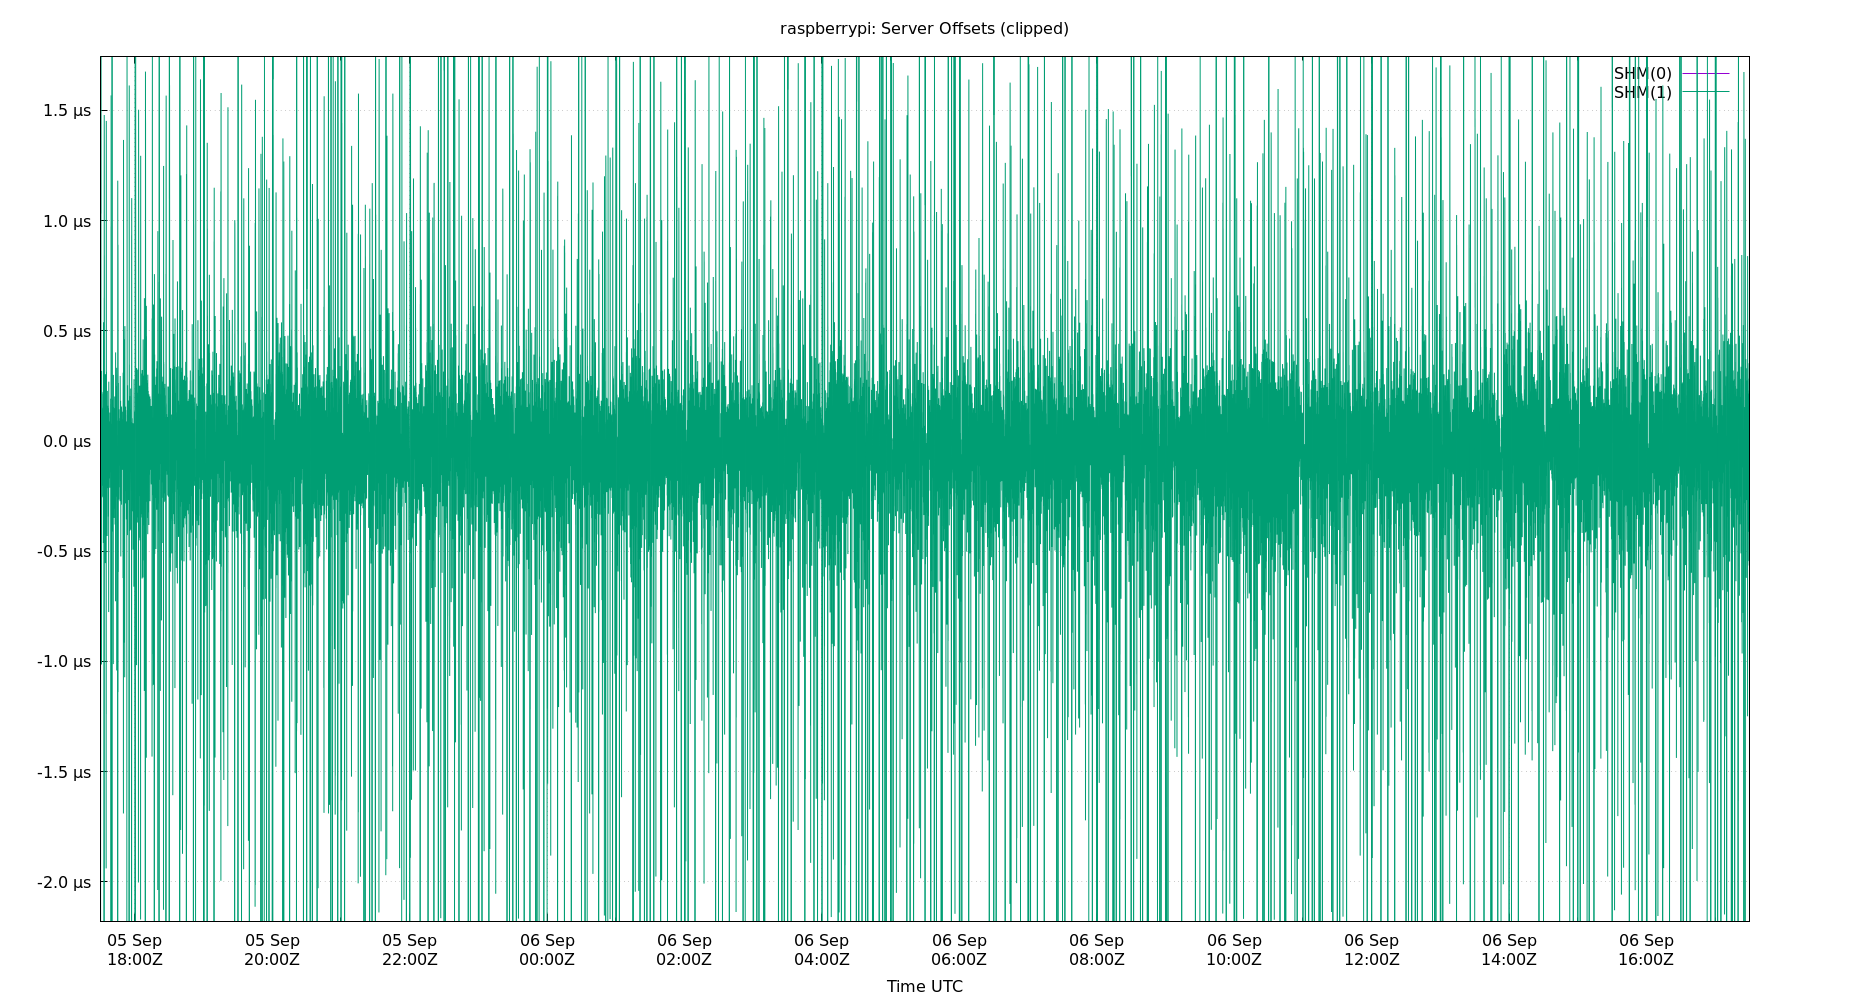 raspberrypi: Server Offsets (clipped)
SHM(0)
SHM(1)
1.5 µs
1.0 µs
0.5 µs
0.0 µs
-0.5 µs
-1.0 µs
-1.5 µs
-2.0 µs
05 Sep 05 Sep 05 Sep 06 Sep 06 Sep 06 Sep 06 Sep 06 Sep 06 Sep 06 Sep 06 Sep 06 Sep
18:00Z 20:00Z 22:00Z 00:00Z 02:00Z 04:00Z 06:00Z 08:00Z 10:00Z 12:00Z 14:00Z 16:00Z
Time UTC